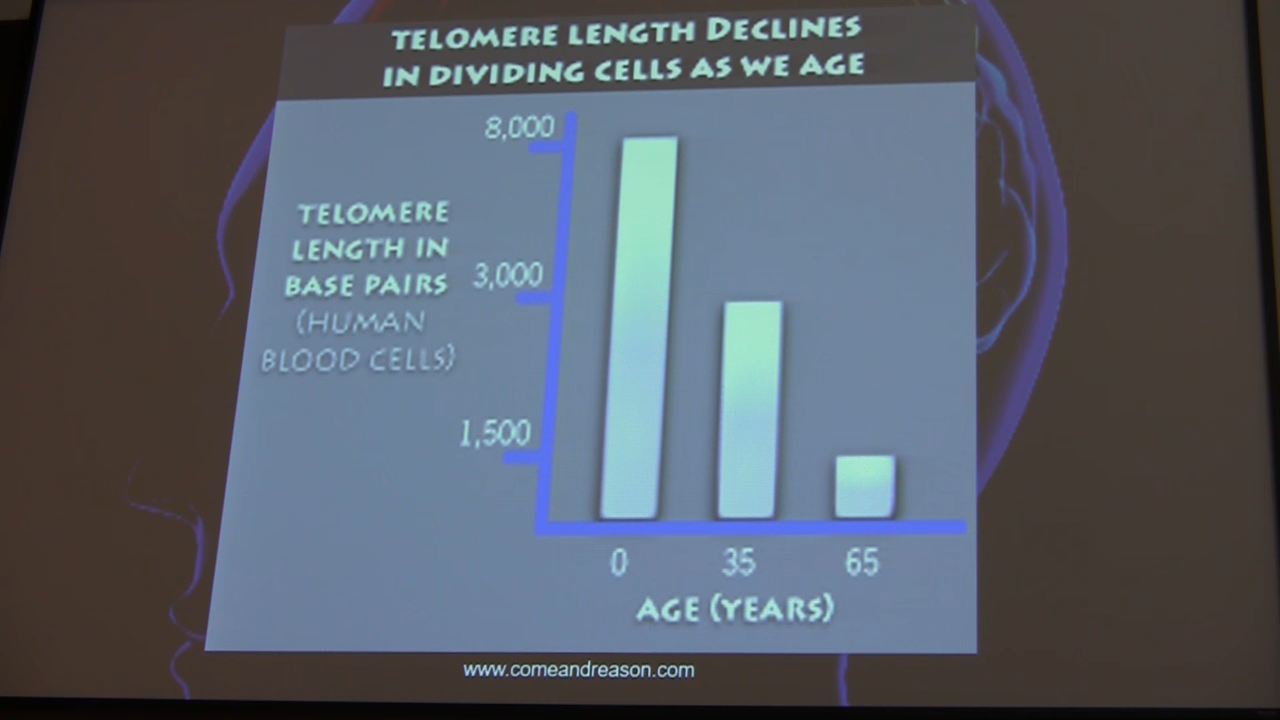 TELOMERE LENGTH DECLINES
IN DIVIDING CELLS AS WE AGE
8,000
TELOMERE
LENGTH IN
BASE PAIRS
(HUMAN
BLOOD CELLS)
3,000
1,500
0 35 65
AGE (YEARS)
www.comeandreason.com